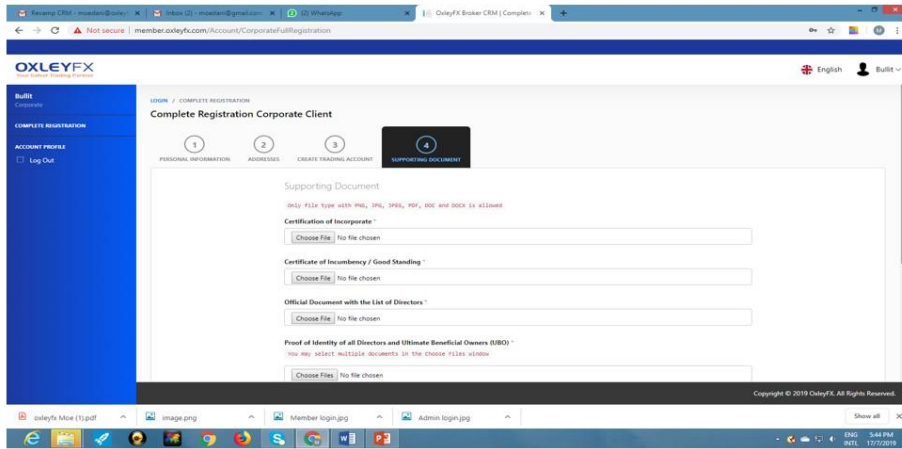 Revamp CRM - moedani@oxley
Inbox (2) - moedani@gmail.com
(2) WhatsApp
OxleyFX Broker CRM | Complete
Not secure | member.oxleyfx.com/Account/CorporateFullRegistration
OXLEYFX
Your Safest Trading Partner
English
Bullit
Bullit
Corporate
COMPLETE REGISTRATION
ACCOUNT PROFILE
Log Out
LOGIN / COMPLETE REGISTRATION
Complete Registration Corporate Client
1 2 3 4
PERSONAL INFORMATION ADDRESSES CREATE TRADING ACCOUNT SUPPORTING DOCUMENT
Supporting Document
Only file type with PNG, JPG, JPEG, PDF, DOC and DOCX is allowed
Certification of Incorporate *
Choose File No file chosen
Certificate of Incumbency / Good Standing *
Choose File No file chosen
Official Document with the List of Directors *
Choose File No file chosen
Proof of Identity of all Directors and Ultimate Beneficial Owners (UBO) *
You may select multiple documents in the Choose Files window
Choose Files No file chosen
Copyright © 2019 OxleyFX. All Rights Reserved.
oxleyfx Moe (1).pdf
image.png
Member login.jpg
Admin login.jpg
Show all
ENG 5:44 PM
INTL 17/7/2019